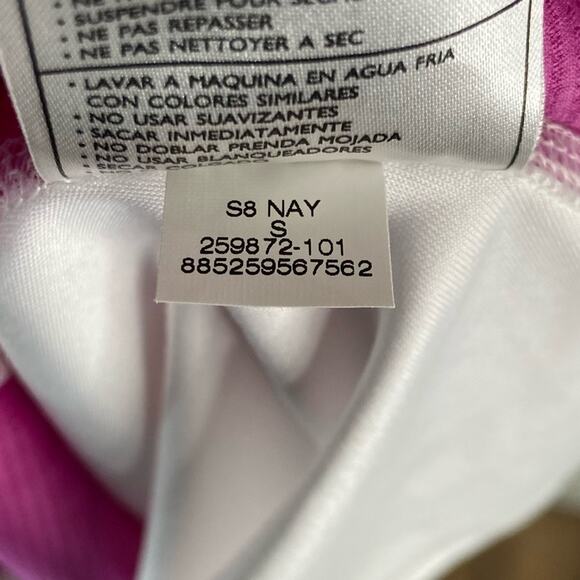 SUSPENDRE POUR
• NE PAS REPASSER
• NE PAS NETTOYER A SEC
• LAVAR A MAQUINA EN AGUA FRIA
CON COLORES SIMILARES
• NO USAR SUAVIZANTES
• SACAR INMEDIATAMENTE
• NO DOBLAR PRENDA MOJADA
• NO USAR BLANQUEADORES
S8 NAY
S
259872-101
885259567562